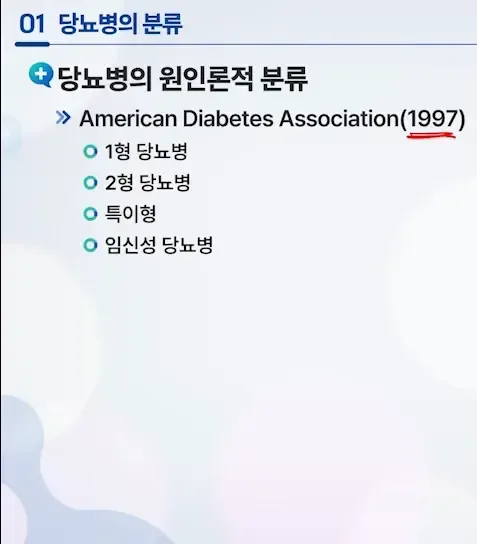 01 당뇨병의 분류
당뇨병의 원인론적 분류
American Diabetes Association(1997)
1형 당뇨병
2형 당뇨병
특이형
임신성 당뇨병